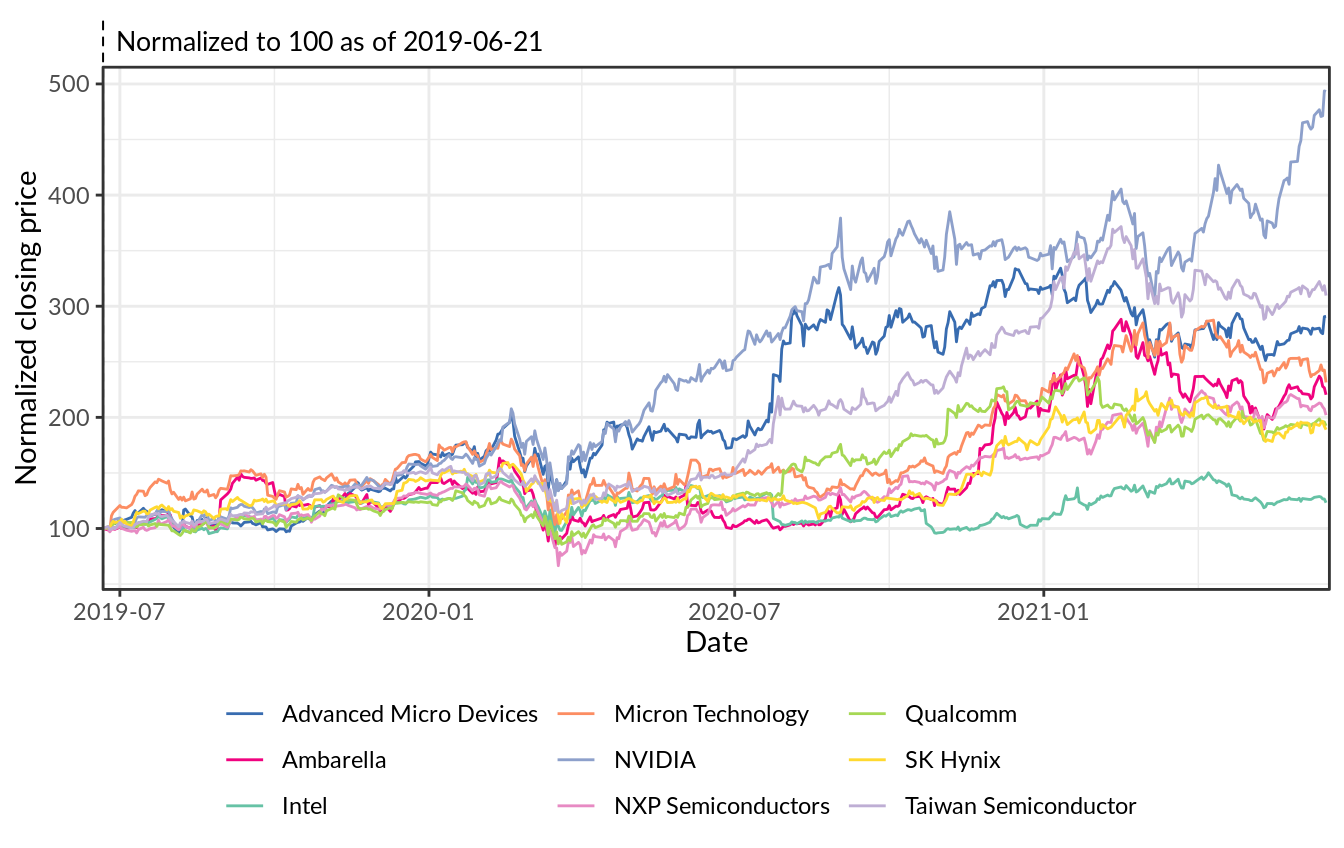 Normalized to 100 as of 2019-06-21
Normalized closing price
500
400
300
200
100
2019-07
2020-01
2020-07
2021-01
Date
Advanced Micro Devices
Micron Technology
Qualcomm
Ambarella
NVIDIA
SK Hynix
Intel
NXP Semiconductors
Taiwan Semiconductor